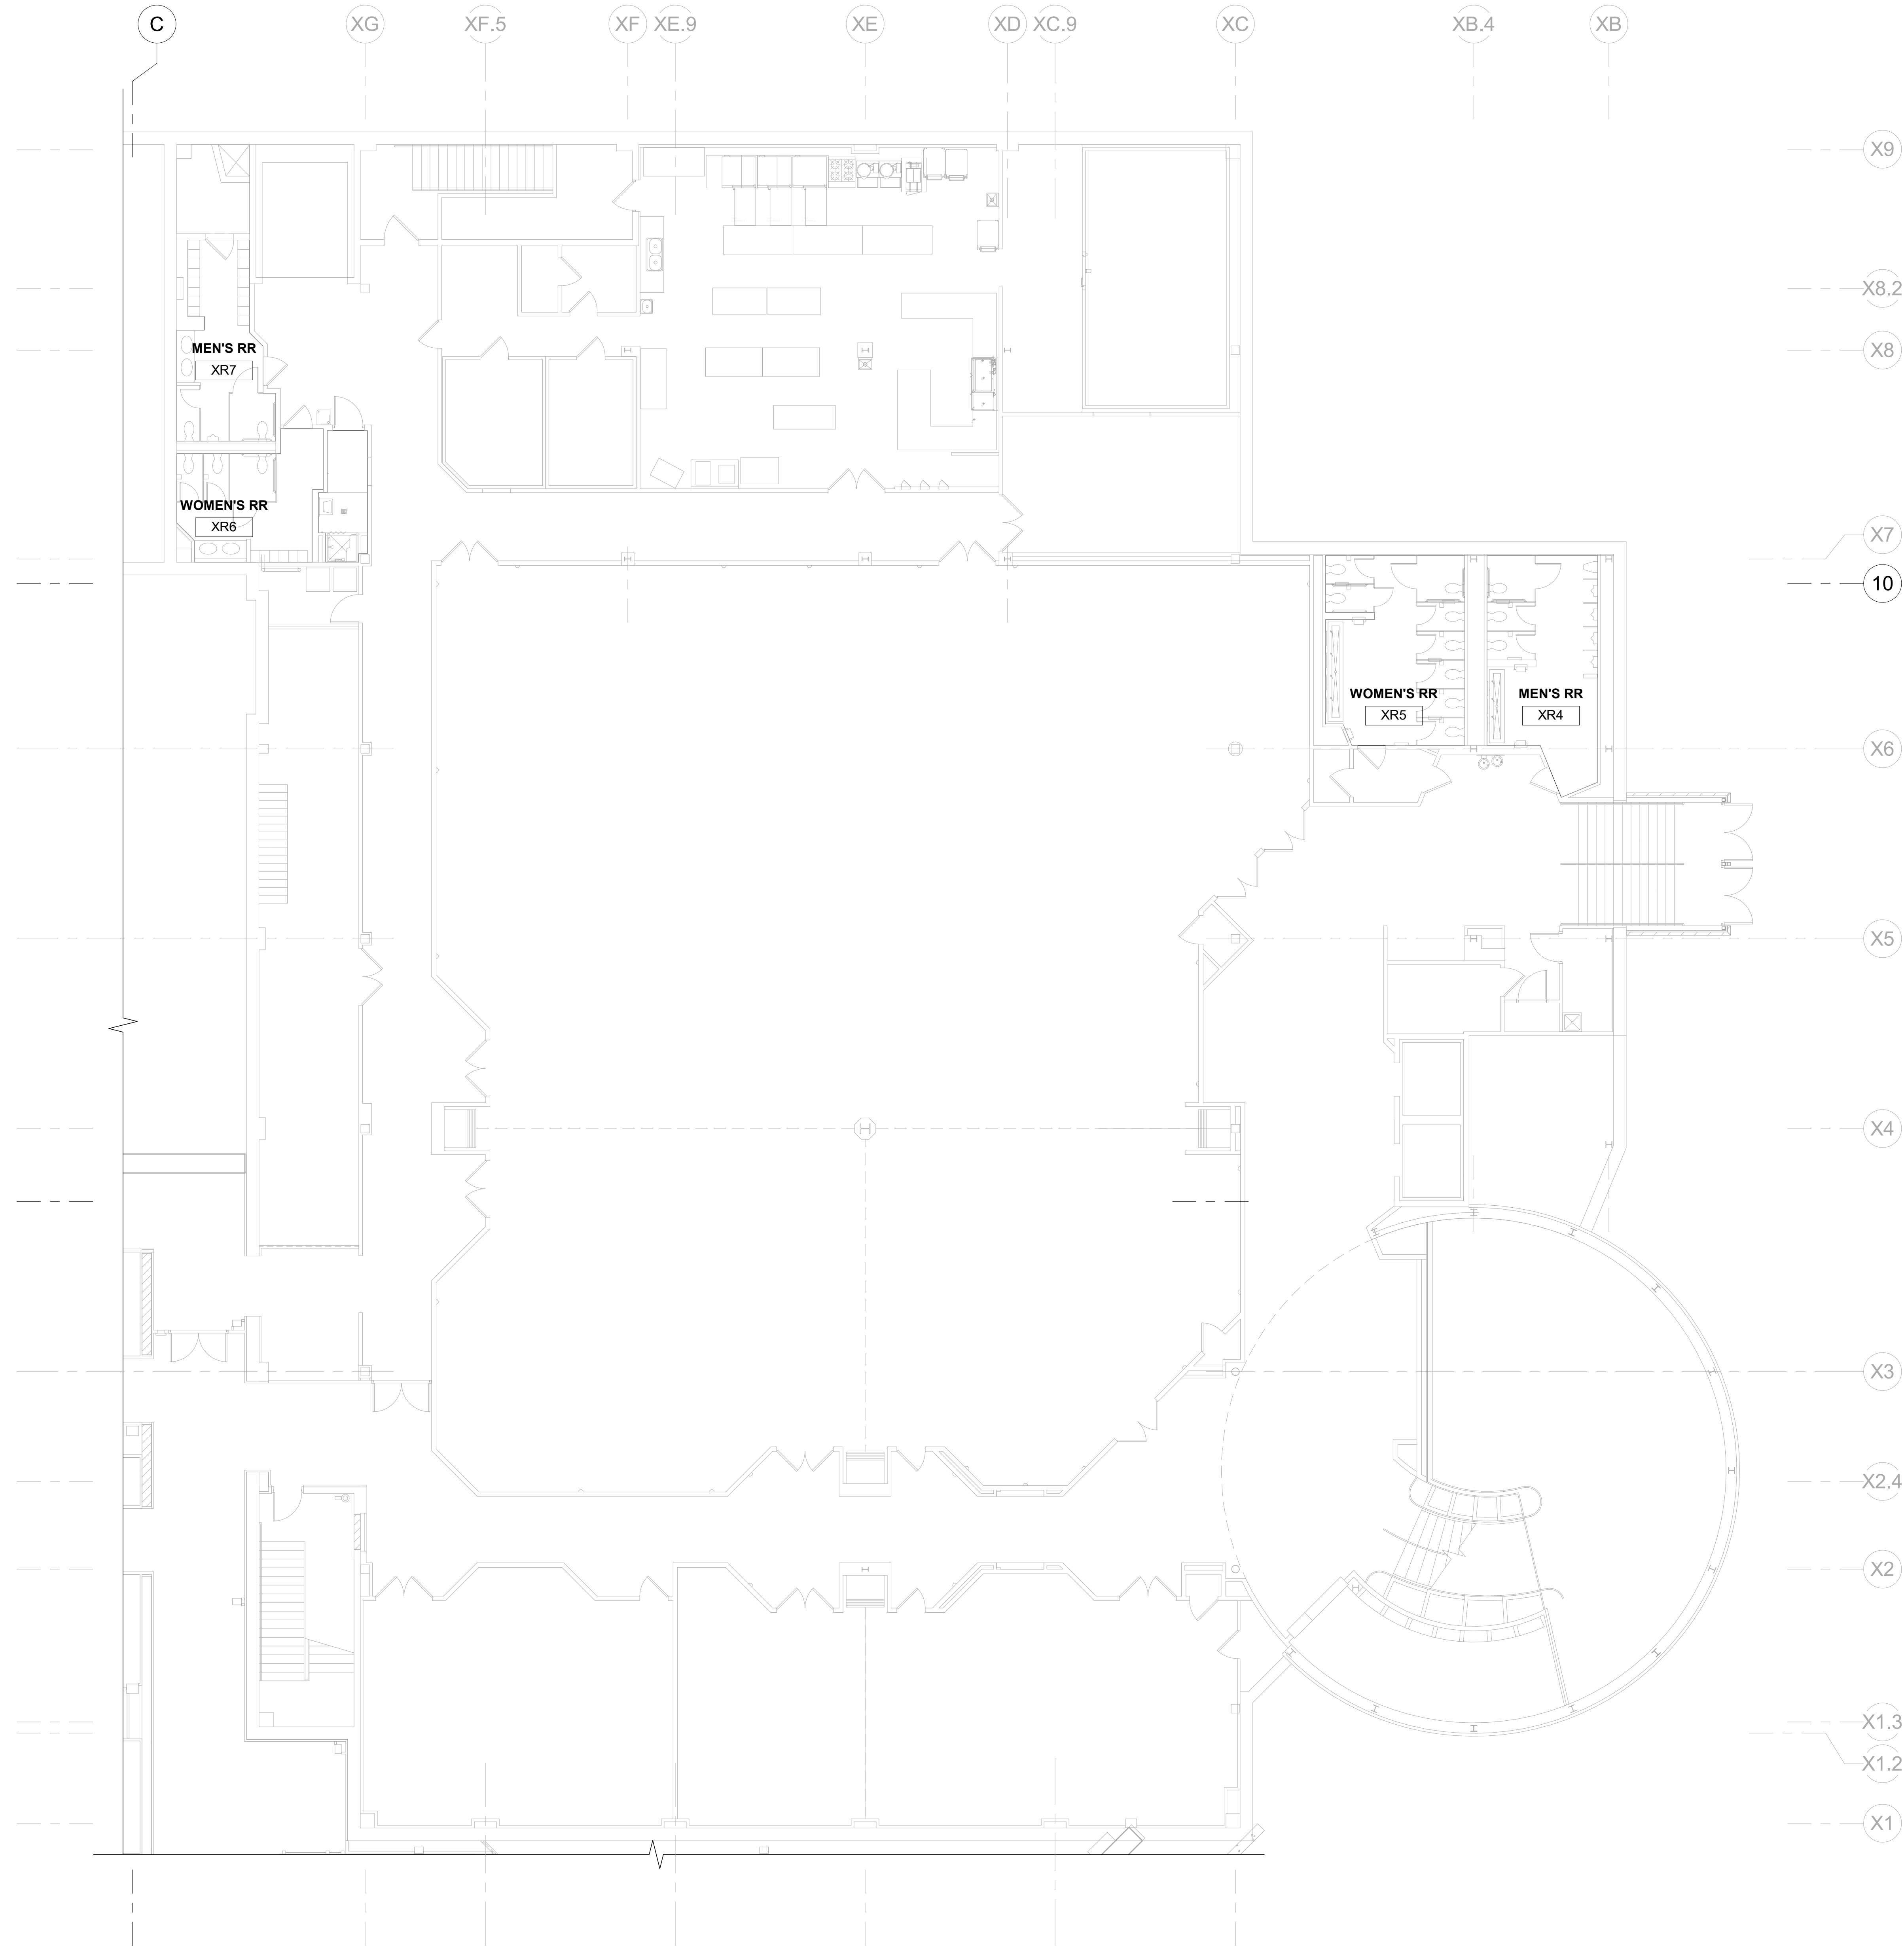 C
XG
XF.5
XF
XE.9
XE
XD
XC.9
XC
XB.4
XB
X9
X8.2
X8
MEN'S RR
XR7
WOMEN'S RR
XR6
X7
10
WOMEN'S RR
XR5
MEN'S RR
XR4
X6
X5
X4
X3
X2.4
X2
X1.3
X1.2
X1